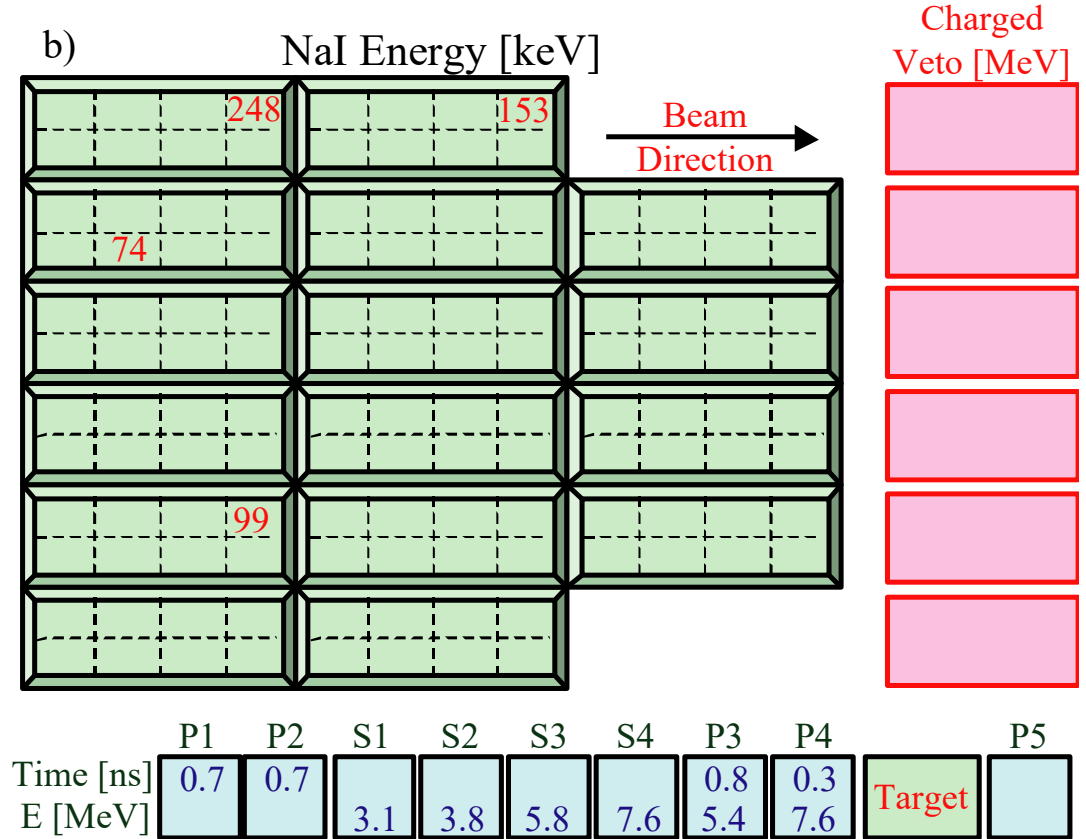 b)
NaI Energy [keV]
Charged
Veto [MeV]
248
153
Beam
Direction
74
99
P1 P2 S1 S2 S3 S4 P3 P4 P5
Time [ns] 0.7 0.7 0.8 0.3
E [MeV] 3.1 3.8 5.8 7.6 5.4 7.6
Target